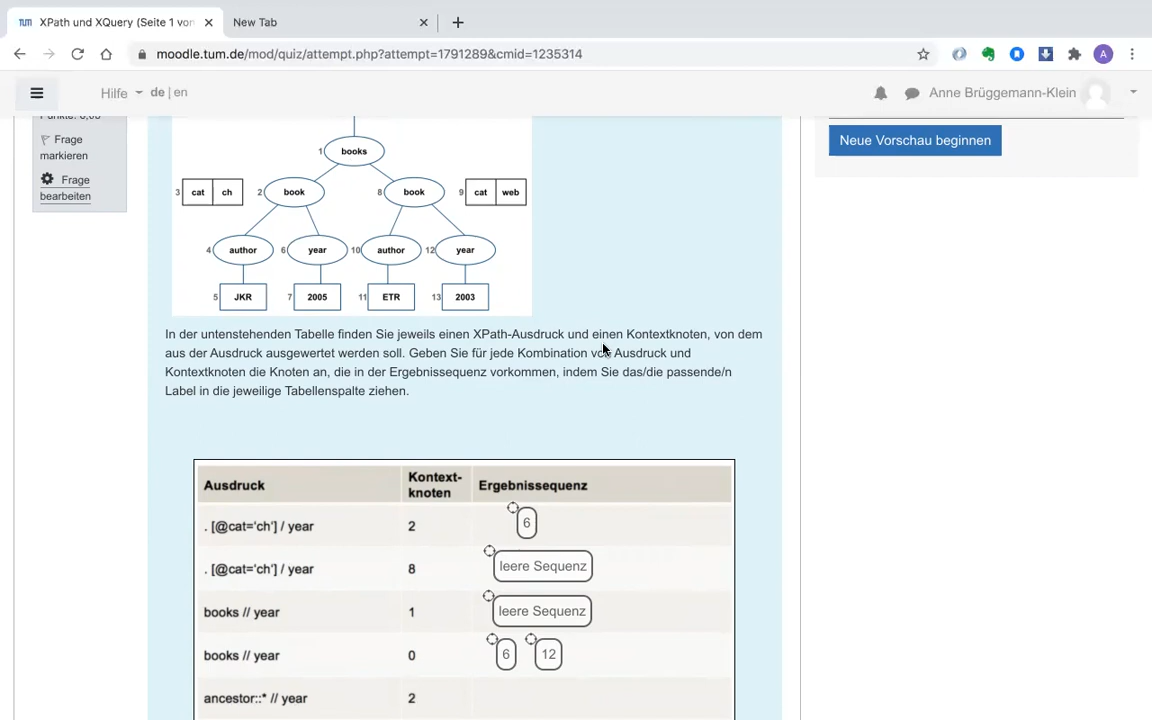 XPath und XQuery (Seite 1 von
New Tab
moodle.tum.de/mod/quiz/attempt.php?attempt=1791289&cmid=1235314
A
Hilfe de | en Anne Brüggemann-Klein
Frage
markieren
Frage
bearbeiten
Neue Vorschau beginnen
1 books
3 cat ch 2 book 8 book 9 cat web
4 author 6 year 10 author 12 year
5 JKR 7 2005 11 ETR 13 2003
In der untenstehenden Tabelle finden Sie jeweils einen XPath-Ausdruck und einen Kontextknoten, von dem
aus der Ausdruck ausgewertet werden soll. Geben Sie für jede Kombination von Ausdruck und
Kontextknoten die Knoten an, die in der Ergebnissequenz vorkommen, indem Sie das/die passende/n
Label in die jeweilige Tabellenspalte ziehen.
Ausdruck Kontext-
knoten Ergebnissequenz
. [@cat='ch'] / year 2 6
. [@cat='ch'] / year 8 leere Sequenz
books // year 1 leere Sequenz
books // year 0 6 12
ancestor::* // year 2